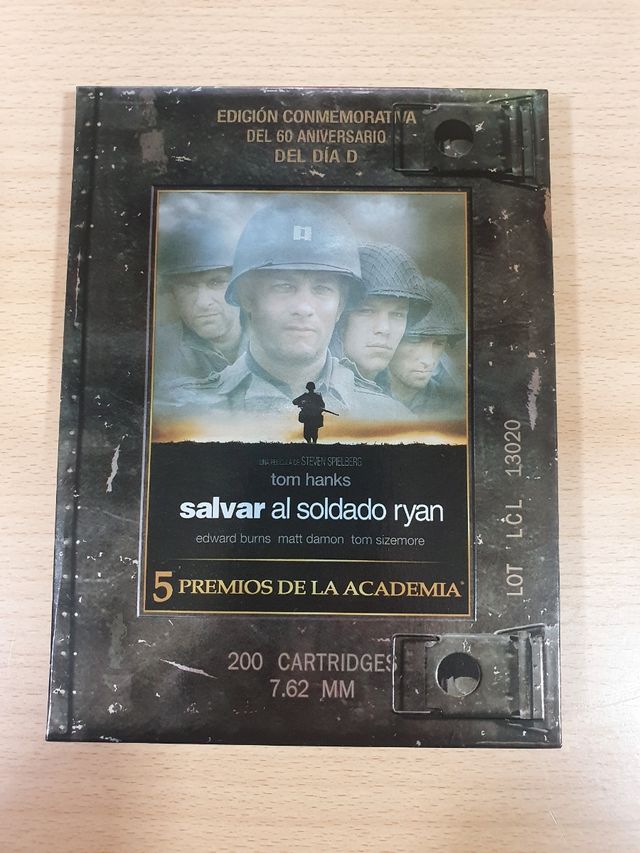 EDICIÓN CONMEMORATIVA
DEL 60 ANIVERSARIO
DEL DÍA D
UNA PELÍCULA DE STEVEN SPIELBERG
tom hanks
salvar al soldado ryan
edward burns matt damon tom sizemore
5 PREMIOS DE LA ACADEMIA®
LOT LCL 13020
200 CARTRIDGES
7.62 MM